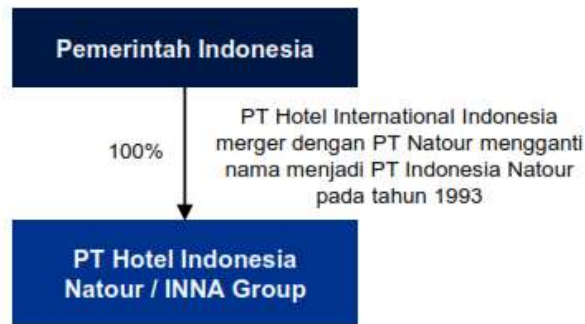 Pemerintah Indonesia
100%
PT Hotel International Indonesia
merger dengan PT Natour mengganti
nama menjadi PT Indonesia Natour
pada tahun 1993
PT Hotel Indonesia
Natour / INNA Group